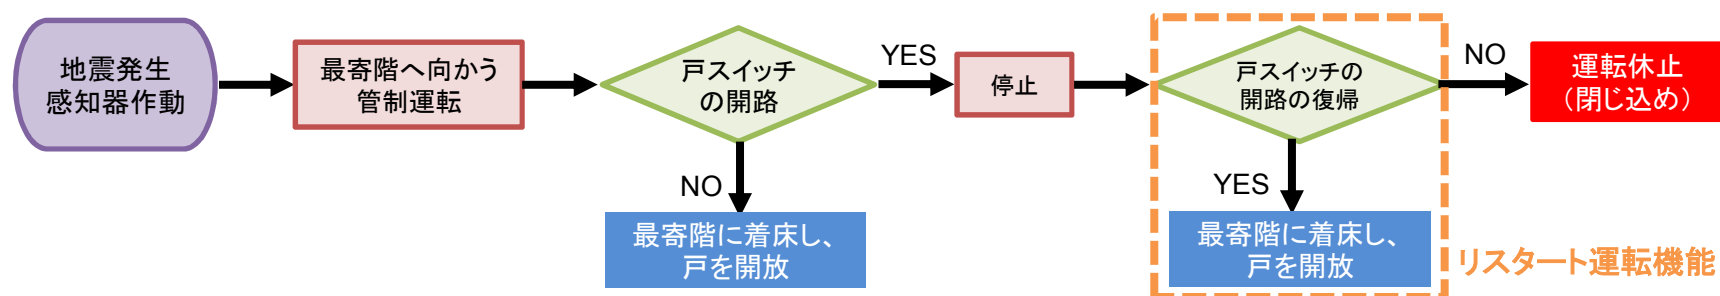 地震発生
感知器作動
最寄階へ向かう
管制運転
戸スイッチ
の開路
YES
停止
戸スイッチの
開路の復帰
NO
運転休止
（閉じ込め）
NO
最寄階に着床し、
戸を開放
YES
最寄階に着床し、
戸を開放
リスタート運転機能